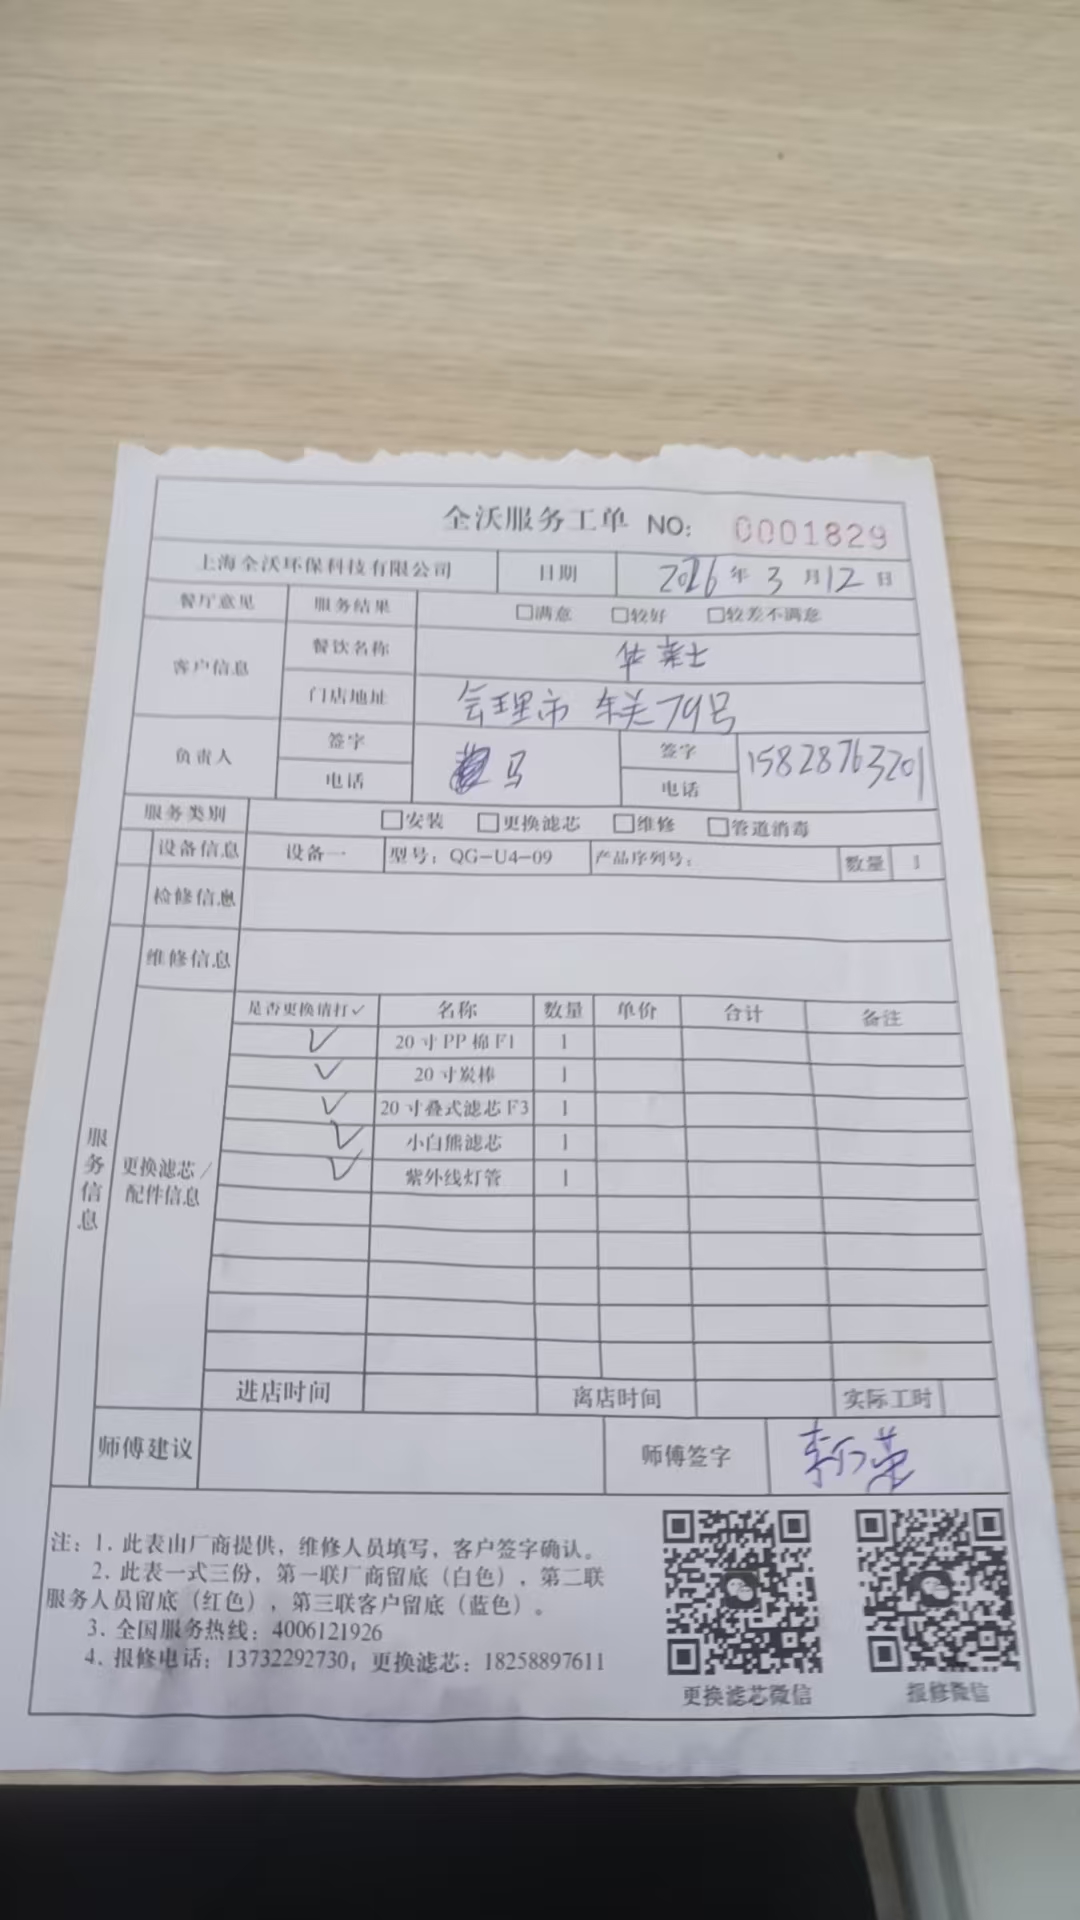 全沃服务工单 NO: 0001829
上海全沃环保科技有限公司 日期 2026年3月12日
餐厅意见 服务结果 □满意 □较好 □较差不满意
客户信息 餐饮名称 华莱士
门店地址 会理市 东关79号
负责人 签字 马 签字
电话 电话 15828763201
服务类别 □安装 □更换滤芯 □维修 □管道消毒
设备信息 设备一 型号：QG-U4-09 产品序列号： 数量 1
检修信息
维修信息
服务信息
更换滤芯/配件信息
是否更换请打✓ 名称 数量 单价 合计 备注
✓ 20寸PP棉F1 1
✓ 20寸炭棒 1
✓ 20寸叠式滤芯F3 1
✓ 小白熊滤芯 1
✓ 紫外线灯管 1
进店时间 离店时间 实际工时
师傅建议 师傅签字
注：1. 此表由厂商提供，维修人员填写，客户签字确认。
2. 此表一式三份，第一联厂商留底（白色），第二联
服务人员留底（红色），第三联客户留底（蓝色）。
3. 全国服务热线：4006121926
4. 报修电话：13732292730；更换滤芯：18258897611
更换滤芯微信 报修微信